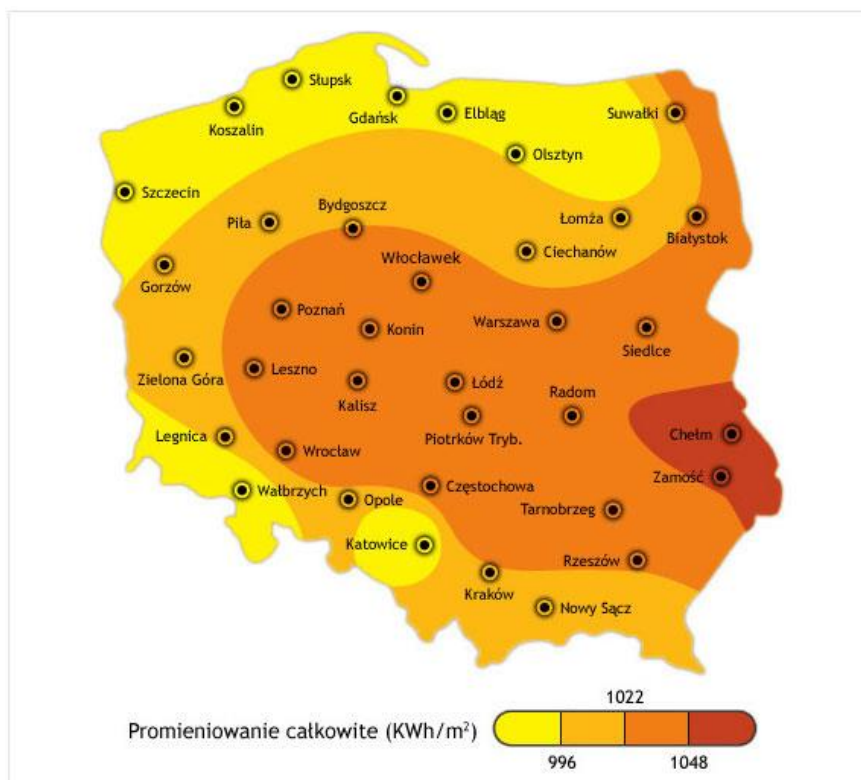 Słupsk
Koszalin
Gdańsk
Elbląg
Suwałki
Olsztyn
Szczecin
Bydgoszcz
Piła
Łomża
Białystok
Ciechanów
Włocławek
Gorzów
Poznań
Konin
Warszawa
Siedlce
Zielona Góra
Leszno
Kalisz
Łódź
Radom
Piotrków Tryb.
Chełm
Legnica
Wrocław
Zamość
Wałbrzych
Opole
Częstochowa
Tarnobrzeg
Katowice
Rzeszów
Kraków
Nowy Sącz
1022
Promieniowanie całkowite (KWh/m²)
996 1048